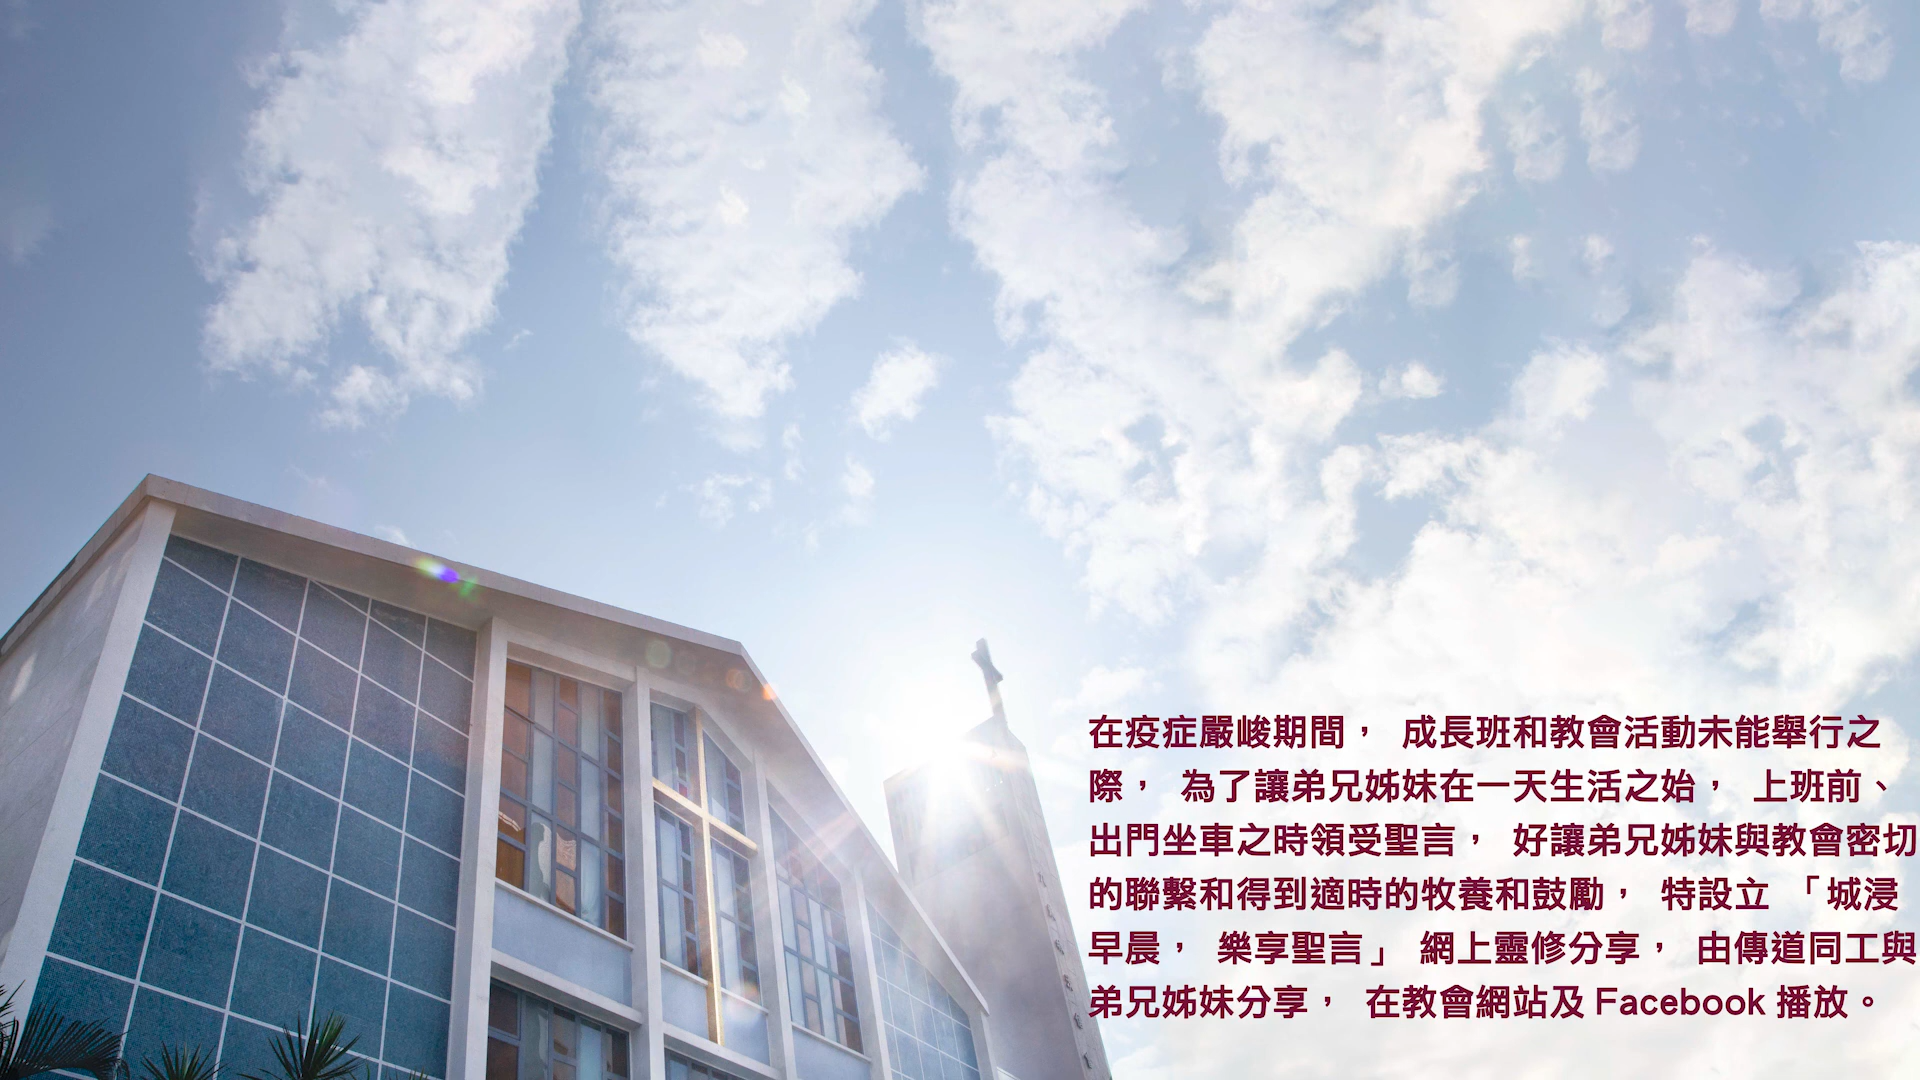 在疫症嚴峻期間， 成長班和教會活動未能舉行之
際， 為了讓弟兄姊妹在一天生活之始， 上班前、
出門坐車之時領受聖言， 好讓弟兄姊妹與教會密切
的聯繫和得到適時的牧養和鼓勵， 特設立 「城浸
早晨， 樂享聖言」 網上靈修分享， 由傳道同工與
弟兄姊妹分享， 在教會網站及 Facebook 播放。